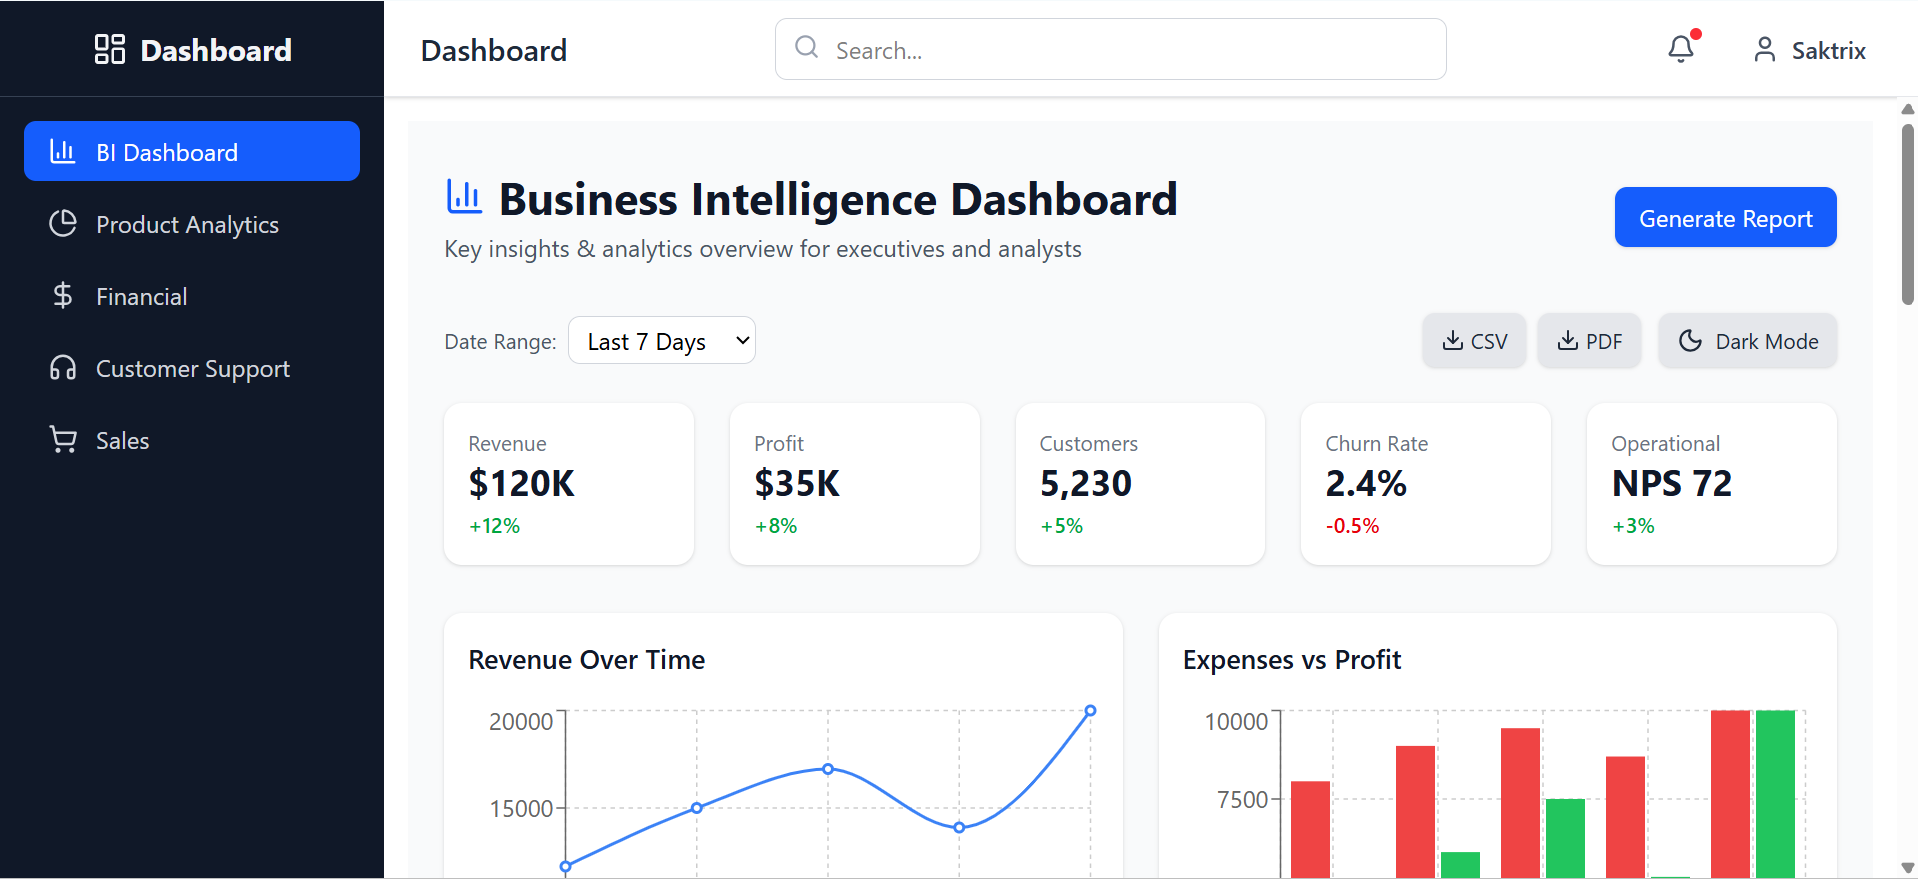 Dashboard
BI Dashboard
Product Analytics
Financial
Customer Support
Sales
Dashboard
Search...
Saktrix
Business Intelligence Dashboard
Key insights & analytics overview for executives and analysts
Generate Report
Date Range:
Last 7 Days
CSV
PDF
Dark Mode
Revenue
$120K
+12%
Profit
$35K
+8%
Customers
5,230
+5%
Churn Rate
2.4%
-0.5%
Operational
NPS 72
+3%
Revenue Over Time
20000
15000
Expenses vs Profit
10000
7500